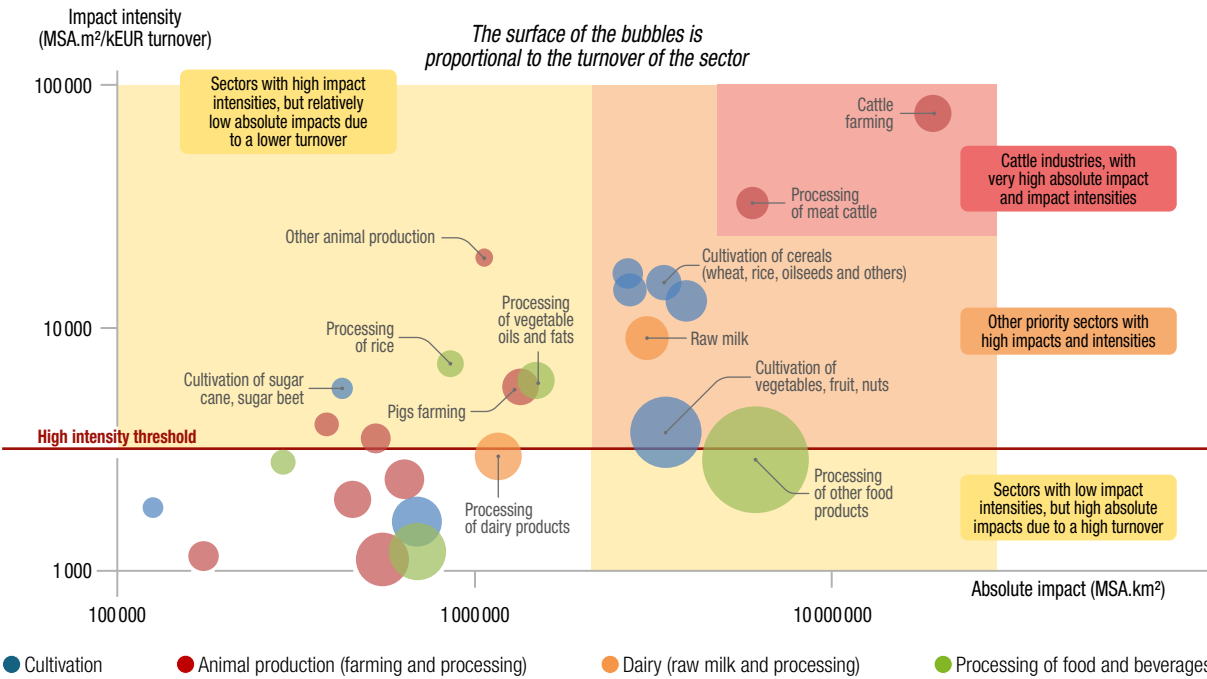 Impact intensity
(MSA.m²/kEUR turnover)
The surface of the bubbles is
proportional to the turnover of the sector
100 000
Sectors with high impact
intensities, but relatively
low absolute impacts due
to a lower turnover
Cattle
farming
Cattle industries, with
very high absolute impact
and impact intensities
Processing
of meat cattle
Other animal production
Cultivation of cereals
(wheat, rice, oilseeds and others)
Processing
of vegetable
oils and fats
10 000
Processing
of rice
Raw milk
Other priority sectors with
high impacts and intensities
Cultivation of sugar
cane, sugar beet
Pigs farming
Cultivation of
vegetables, fruit, nuts
High intensity threshold
Processing
of dairy products
Processing
of other food
products
Sectors with low impact
intensities, but high absolute
impacts due to a high turnover
1 000
Absolute impact (MSA.km²)
100 000
1 000 000
10 000 000
Cultivation
Animal production (farming and processing)
Dairy (raw milk and processing)
Processing of food and beverages